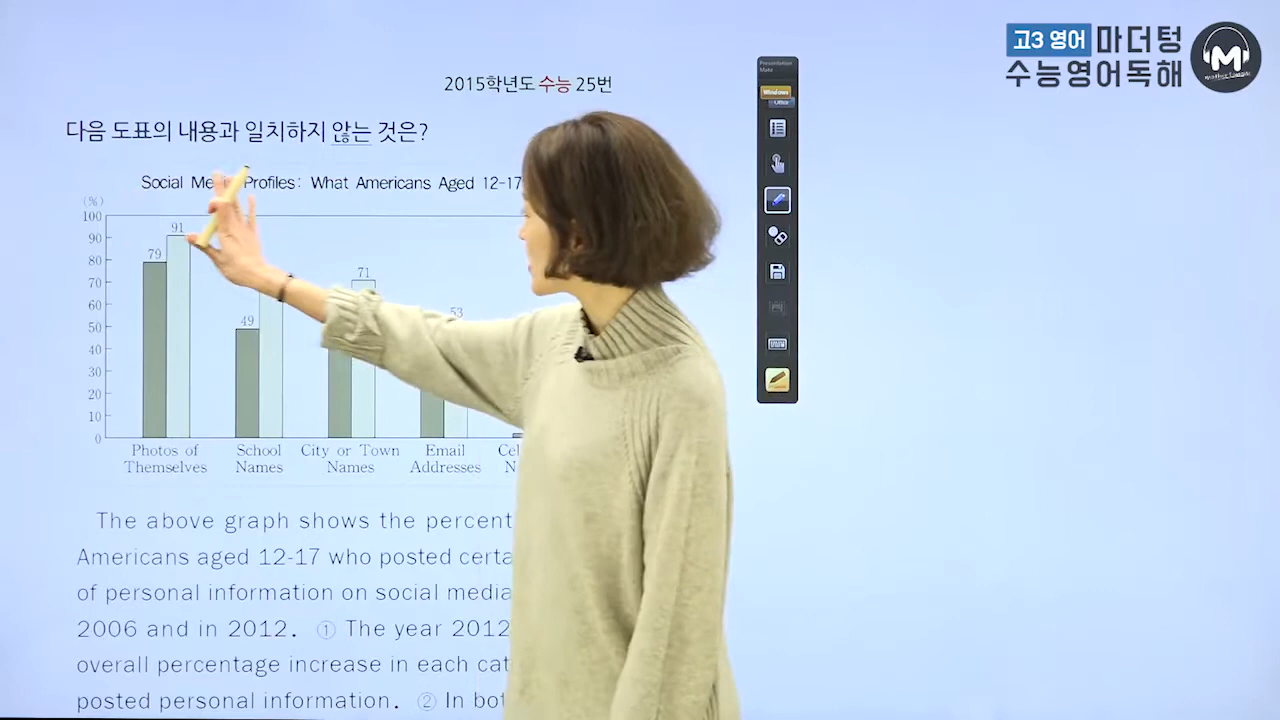 고3 영어 마더텅
수능영어독해
Presentation
Mate
Windows
Office
2015학년도 수능 25번
다음 도표의 내용과 일치하지 않는 것은?
Social Profiles: What Americans Aged 12-17
(%)
100
90
80
70
60
50
40
30
20
10
0
79 91
49
71
53
Photos of
Themselves
School
Names
City or Town
Names
Email
Addresses
The above graph shows the
Americans aged 12-17 who posted
of personal information on social media
2006 and in 2012. ① The year 2012
overall percentage increase in each
posted personal information. ② In